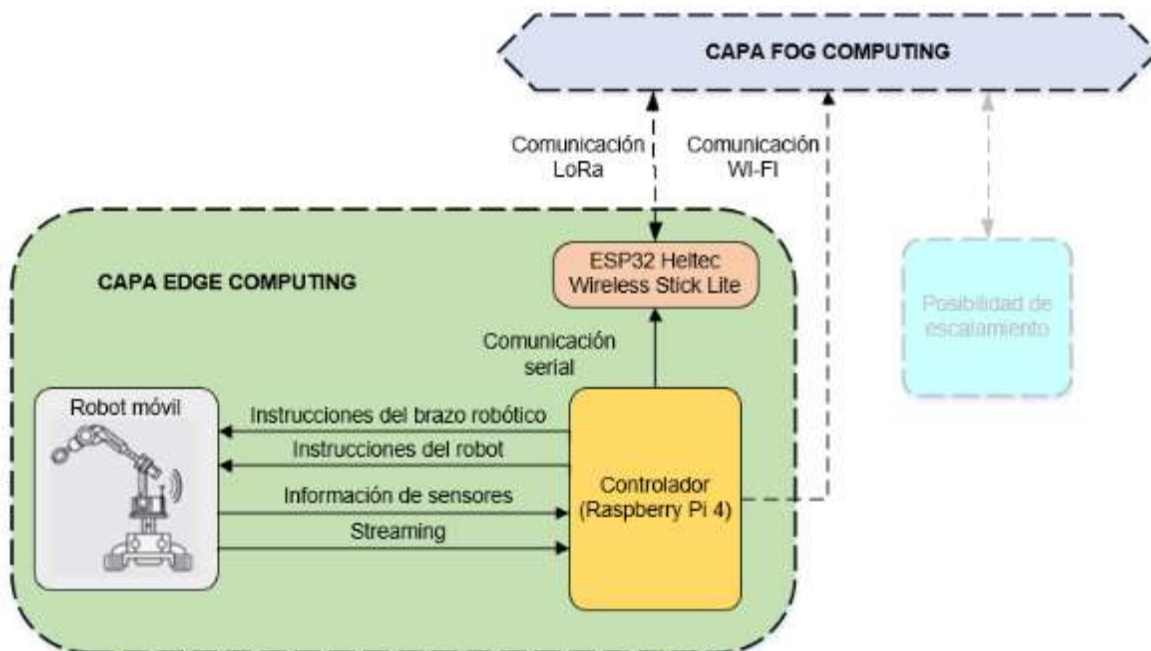 CAPA FOG COMPUTING
Comunicación
LoRa
Comunicación
WI-FI
CAPA EDGE COMPUTING
ESP32 Heltec
Wireless Stick Lite
Posibilidad de
escalamiento
Comunicación
serial
Robot móvil
Instrucciones del brazo robótico
Instrucciones del robot
Información de sensores
Streaming
Controlador
(Raspberry Pi 4)